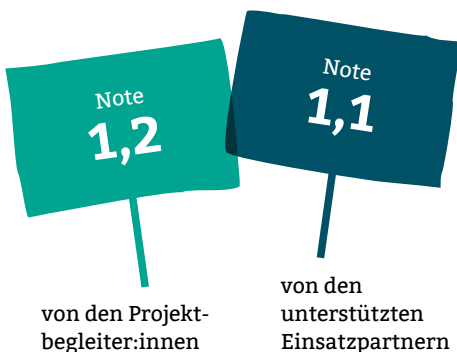 Note
1,2
Note
1,1
von den Projekt-
begleiter:innen
von den
unterstützten
Einsatzpartnern